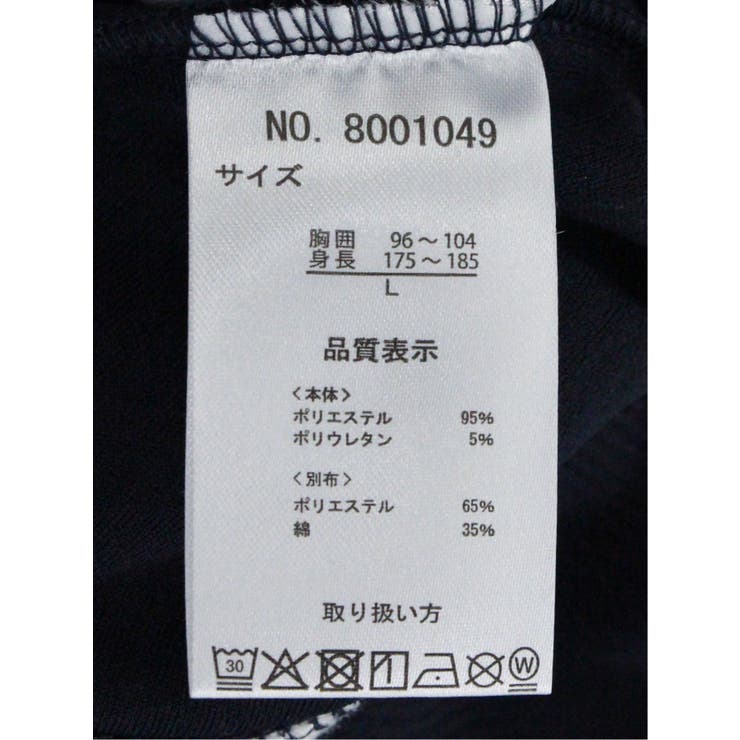 NO. 8001049
サイズ
胸囲 96～104
身長 175～185
L
品質表示
〈本体〉
ポリエステル 95%
ポリウレタン 5%
〈別布〉
ポリエステル 65%
綿 35%
取り扱い方
30 W